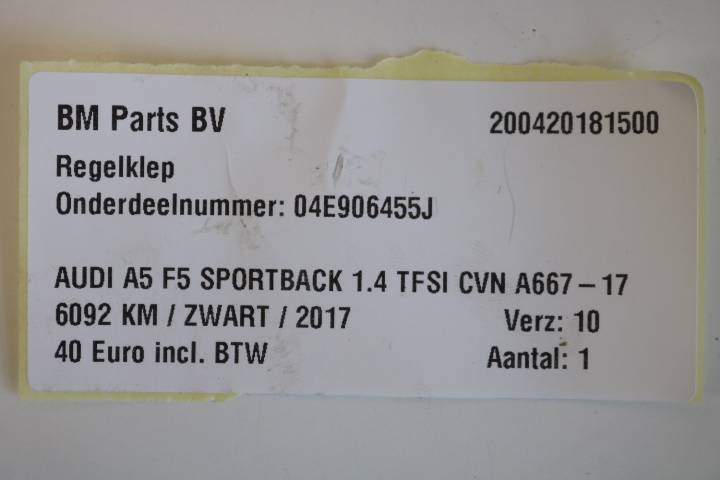 BM Parts BV 200420181500
Regelklep
Onderdeelnummer: 04E906455J
AUDI A5 F5 SPORTBACK 1.4 TFSI CVN A667 – 17
6092 KM / ZWART / 2017 Verz: 10
40 Euro incl. BTW Aantal: 1